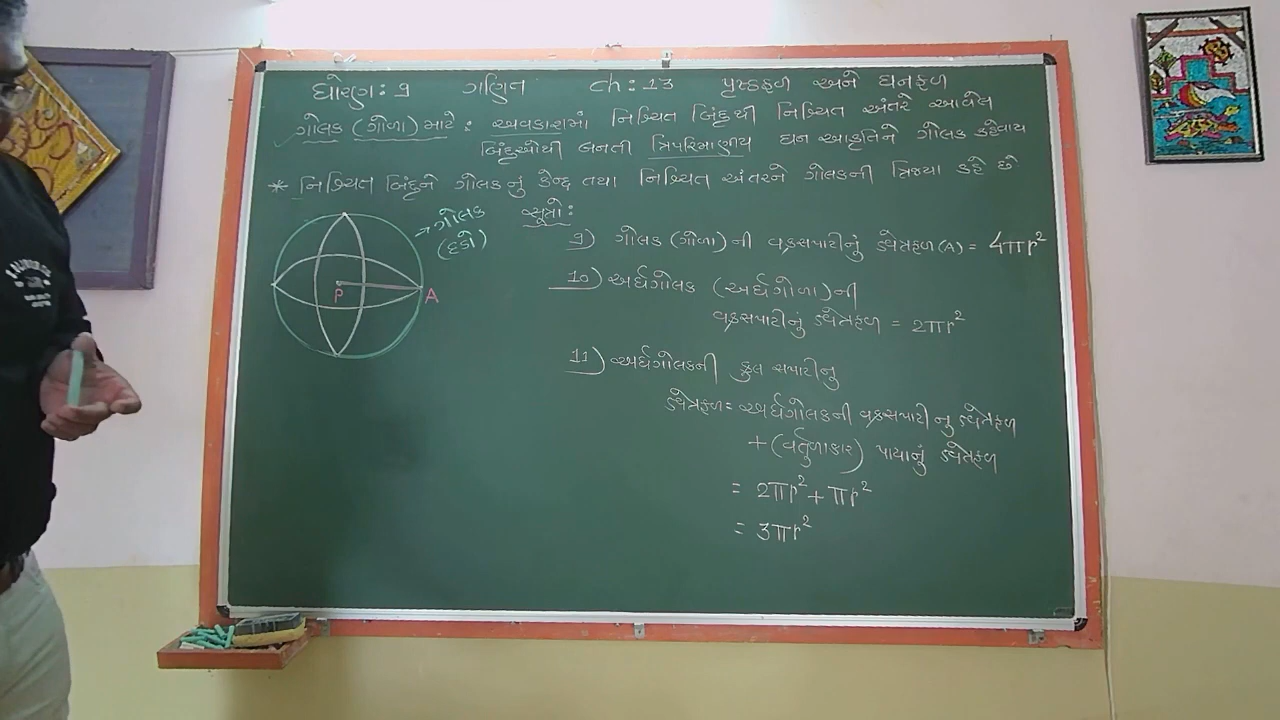 ધોરણ: ૭ ગણિત ch: 13 પૃષ્ઠફળ અને ઘનફળ
ગોલક (ગોળા) માટે : અવકાશમાં નિશ્ચિત બિંદુથી નિશ્ચિત અંતરે આવેલ
બિંદુઓથી બનતી ત્રિપરિમાણીય ઘન આકૃતિને ગોલક કહેવાય
* નિશ્ચિત બિંદુને ગોલકનું કેન્દ્ર તથા નિશ્ચિત અંતરને ગોલકની ત્રિજ્યા કહે છે
→ ગોલક
(દડો)
P
A
સૂત્રો:
9) ગોલક (ગોળા) ની વક્રસપાટીનું ક્ષેત્રફળ (A) = 4πr²
10) અર્ધગોલક (અર્ધગોળા) ની
વક્રસપાટીનું ક્ષેત્રફળ = 2πr²
11) અર્ધગોલકની કુલ સપાટીનુ
ક્ષેત્રફળ = અર્ધગોલકની વક્રસપાટીનુ ક્ષેત્રફળ
+ (વર્તુળાકાર) પાયાનું ક્ષેત્રફળ
= 2πr² + πr²
= 3πr²